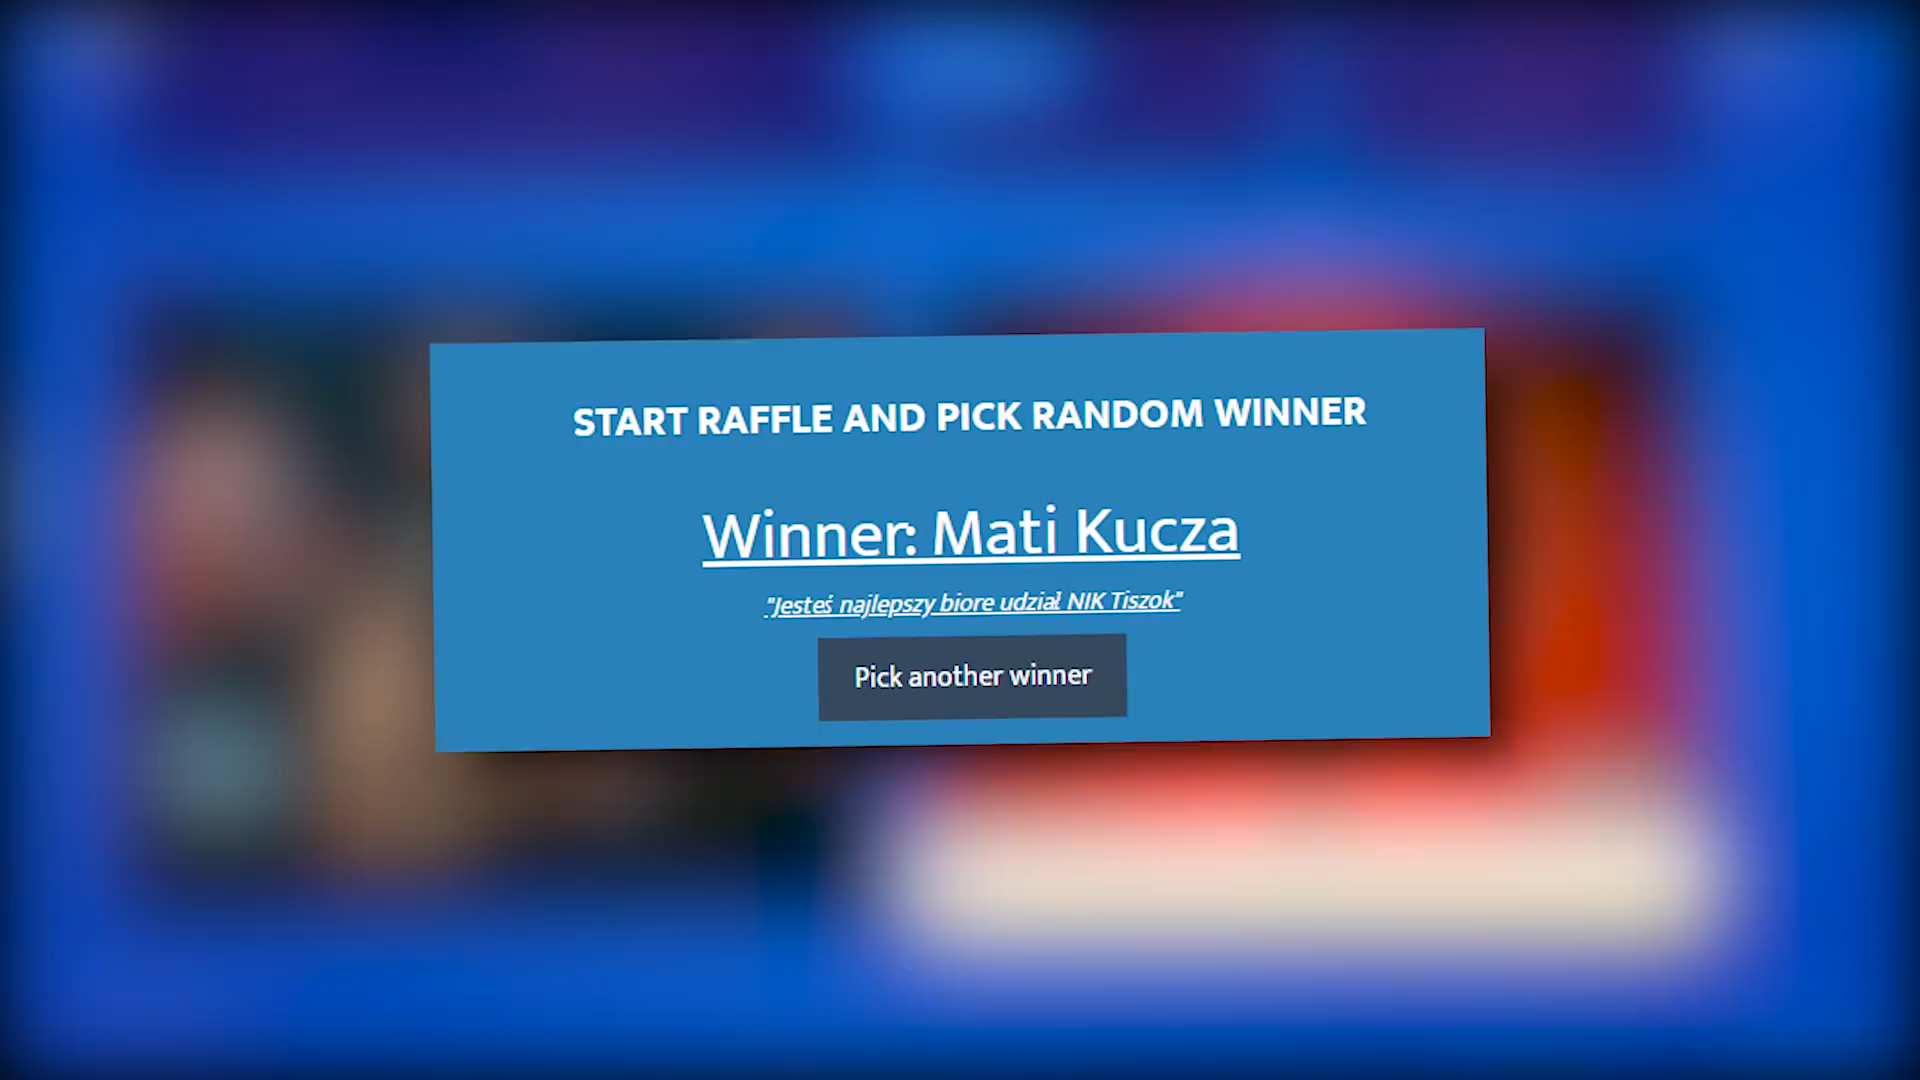 START RAFFLE AND PICK RANDOM WINNER
Winner: Mati Kucza
"Jesteś najlepszy biore udział NIK Tiszok"
Pick another winner